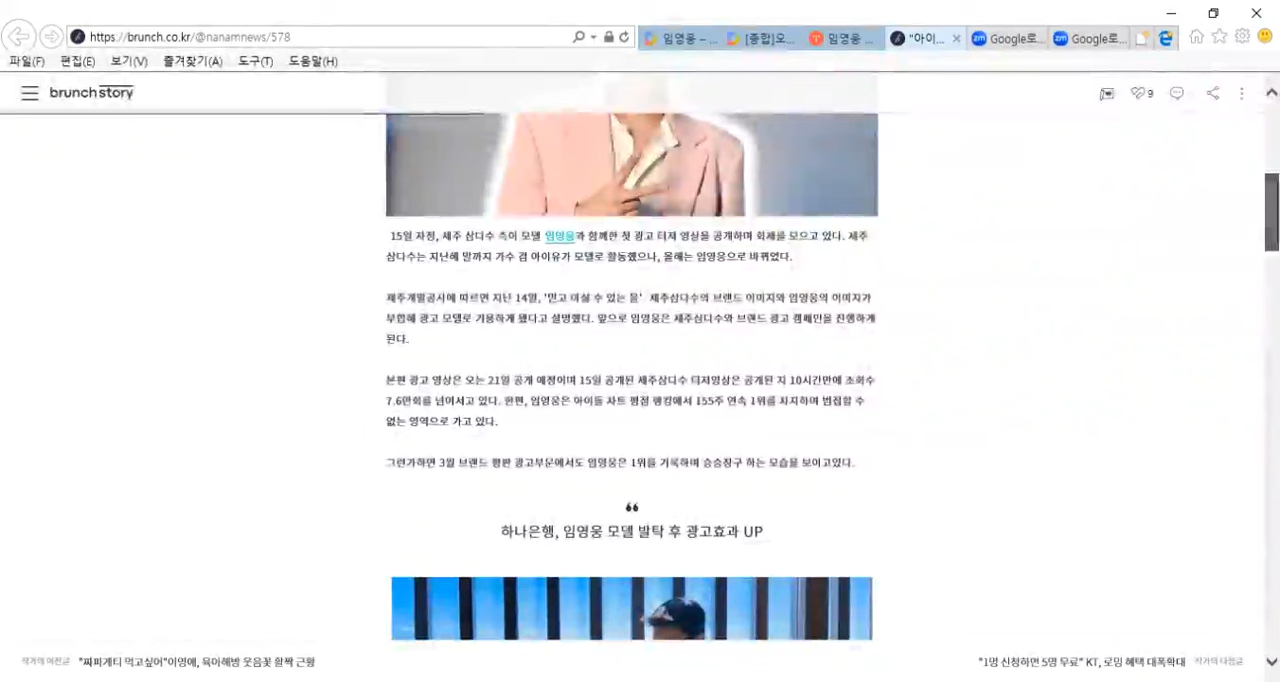 https://brunch.co.kr/@nanamnews/578
임영웅 – ...
[종합]오...
임영웅 ...
"아이...
Google로...
Google로...
파일(F) 편집(E) 보기(V) 즐겨찾기(A) 도구(T) 도움말(H)
brunch story
9
15일 자정, 제주 삼다수 측이 모델 임영웅과 함께한 첫 광고 티저 영상을 공개하며 화제를 모으고 있다. 제주
삼다수는 지난해 말까지 가수 겸 아이유가 모델로 활동했으나, 올해는 임영웅으로 바뀌었다.
제주개발공사에 따르면 지난 14일, '믿고 마실 수 있는 물' 제주삼다수의 브랜드 이미지와 임영웅의 이미지가
부합해 광고 모델로 기용하게 됐다고 설명했다. 앞으로 임영웅은 제주삼다수와 브랜드 광고 캠페인을 진행하게
된다.
본편 광고 영상은 오는 21일 공개 예정이며 15일 공개된 제주삼다수 티저영상은 공개된 지 10시간만에 조회수
7.6만회를 넘어서고 있다. 한편, 임영웅은 아이돌 차트 평점 랭킹에서 155주 연속 1위를 차지하며 범접할 수
없는 영역으로 가고 있다.
그런가하면 3월 브랜드 평판 광고부문에서도 임영웅은 1위를 기록하며 승승장구 하는 모습을 보이고있다.
❝
하나은행, 임영웅 모델 발탁 후 광고효과 UP
작가의 이전글 "찌파게티 먹고싶어"이영애, 육아해방 웃음꽃 활짝 근황
"1명 신청하면 5명 무료" KT, 로밍 혜택 대폭확대 작가의 다음글